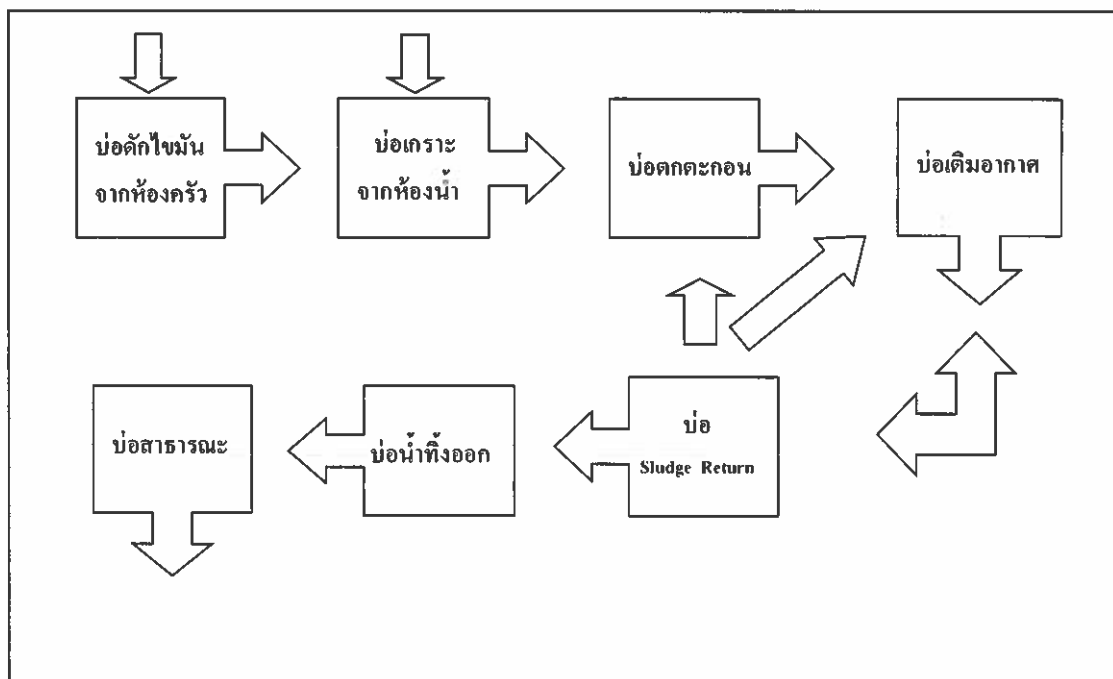 บ่อดักไขมัน
จากห้องครัว
บ่อเกราะ
จากห้องน้ำ
บ่อตกตะกอน
บ่อเติมอากาศ
บ่อสาธารณะ
บ่อน้ำทิ้งออก
บ่อ
Sludge Return